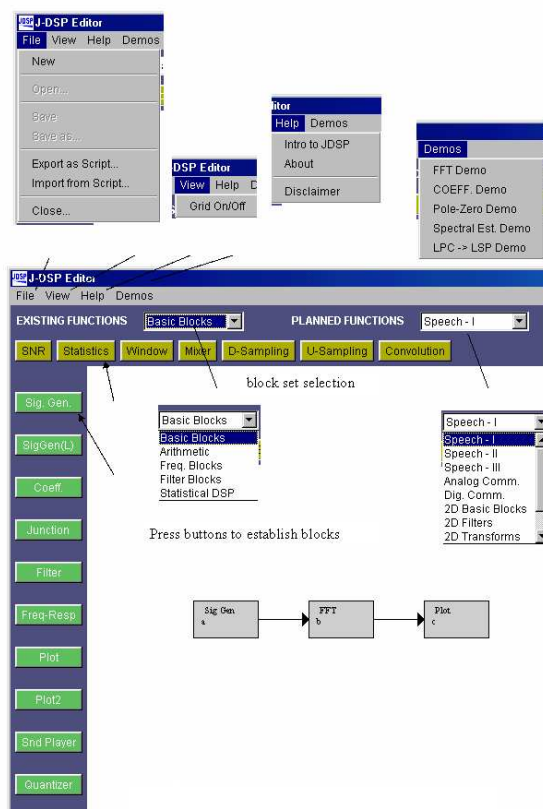 J-DSP Editor
File View Help Demos
New
Open...
Save
Save as...
Export as Script...
Import from Script...
Close...
DSP Editor
View Help D
Grid On/Off
itor
Help Demos
Intro to JDSP
About
Disclaimer
Demos
FFT Demo
COEFF. Demo
Pole-Zero Demo
Spectral Est. Demo
LPC -> LSP Demo
JDSP J-DSP Editor
File View Help Demos
EXISTING FUNCTIONS Basic Blocks PLANNED FUNCTIONS Speech - I
SNR Statistics Window Mixer D-Sampling U-Sampling Convolution
block set selection
Sig. Gen.
SigGen(L)
Coeff.
Junction
Filter
Freq-Resp
Plot
Plot2
Snd Player
Quantizer
Basic Blocks
Basic Blocks
Arithmetic
Freq. Blocks
Filter Blocks
Statistical DSP
Speech - I
Speech - I
Speech - II
Speech - III
Analog Comm.
Dig. Comm.
2D Basic Blocks
2D Filters
2D Transforms
Press buttons to establish blocks
Sig Gen
a
FFT
b
Plot
c